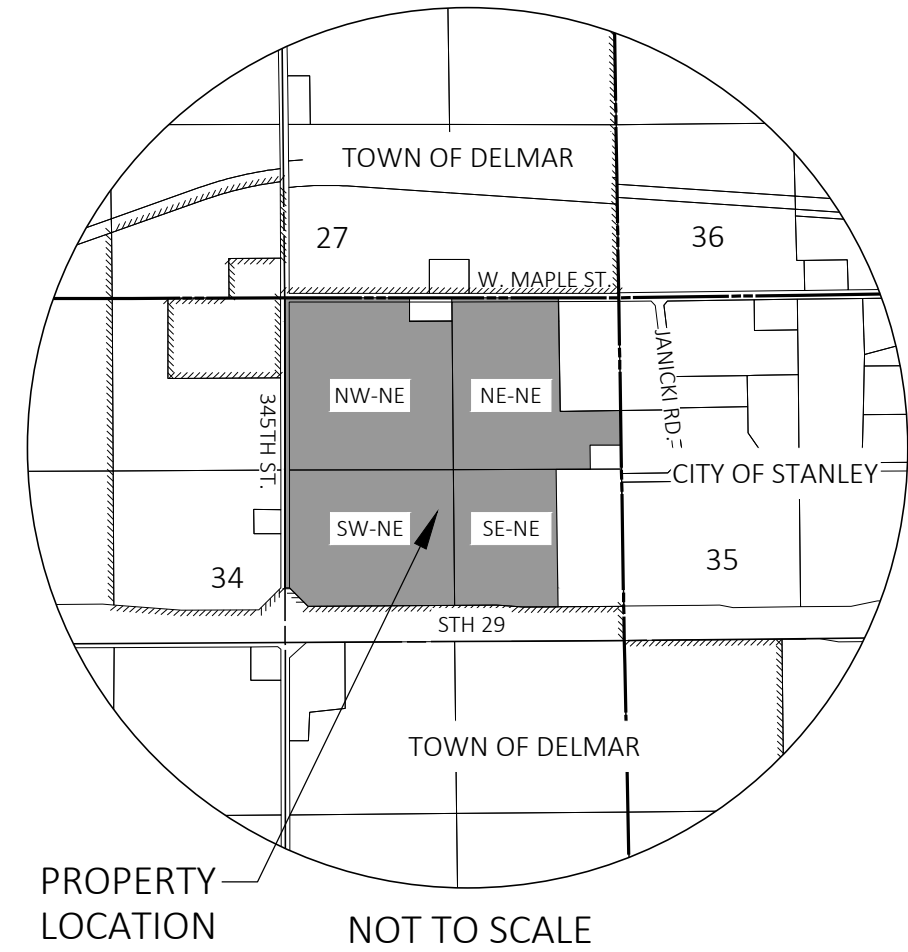 TOWN OF DELMAR
27
36
W. MAPLE ST.
JANICKI RD.
NW-NE
NE-NE
345TH ST.
CITY OF STANLEY
SW-NE
SE-NE
34
35
STH 29
TOWN OF DELMAR
PROPERTY
LOCATION
NOT TO SCALE